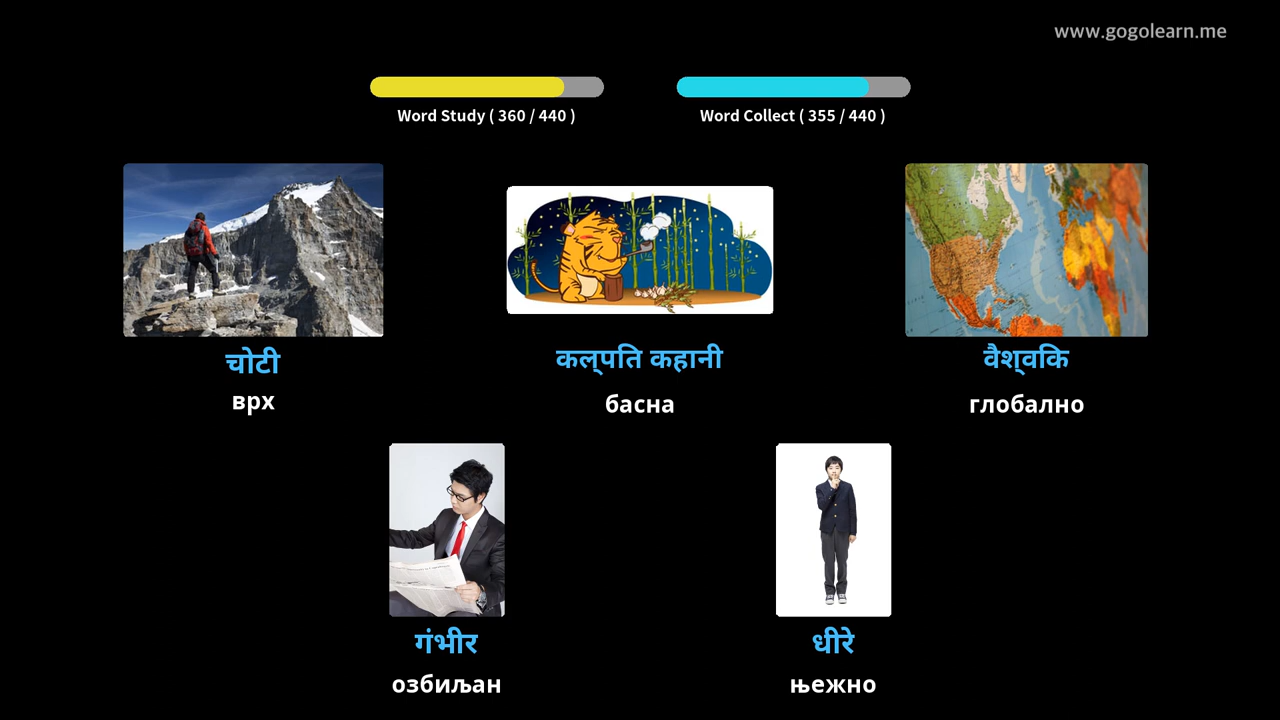 www.gogolearn.me
Word Study ( 360 / 440 )
Word Collect ( 355 / 440 )
चोटी
врх
कल्पति कहानी
басна
वैश्वकि
глобално
गंभीर
озбиљан
धीरे
њежно